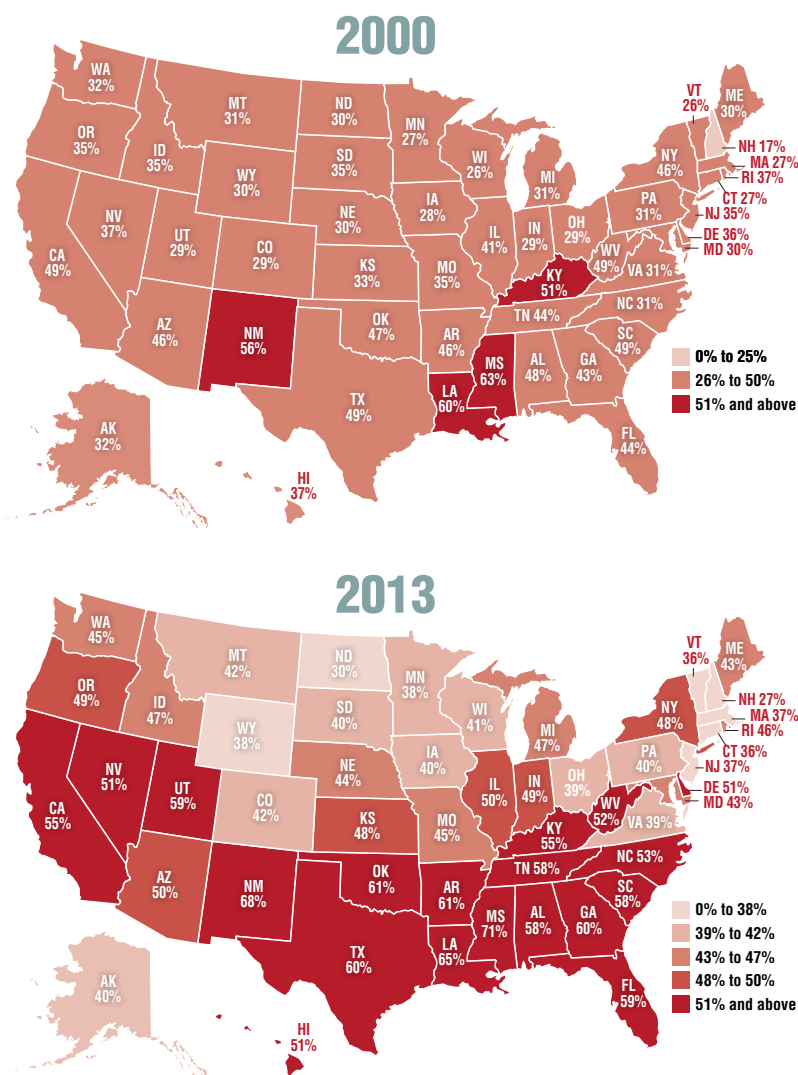 2000
WA
32%
OR
35%
ID
35%
MT
31%
ND
30%
MN
27%
WI
26%
MI
31%
VT
26%
ME
30%
NH 17%
MA 27%
RI 37%
CT 27%
NJ 35%
DE 36%
MD 30%
NY
46%
PA
31%
SD
35%
WY
30%
NE
30%
IA
28%
IL
41%
IN
29%
OH
29%
WV
49%
VA 31%
NV
37%
UT
29%
CO
29%
KS
33%
MO
35%
KY
51%
CA
49%
AZ
46%
NM
56%
OK
47%
AR
46%
TN 44%
NC 31%
SC
49%
MS
63%
AL
48%
GA
43%
LA
60%
TX
49%
FL
44%
AK
32%
HI
37%
0% to 25%
26% to 50%
51% and above
2013
WA
45%
OR
49%
ID
47%
MT
42%
ND
30%
MN
38%
WI
41%
MI
47%
VT
36%
ME
43%
NH 27%
MA 37%
RI 46%
CT 36%
NJ 37%
DE 51%
MD 43%
NY
48%
PA
40%
SD
40%
WY
38%
NE
44%
IA
40%
IL
50%
IN
49%
OH
39%
WV
52%
VA 39%
NV
51%
UT
59%
CO
42%
KS
48%
MO
45%
KY
55%
CA
55%
AZ
50%
NM
68%
OK
61%
AR
61%
TN 58%
NC 53%
SC
58%
MS
71%
AL
58%
GA
60%
LA
65%
TX
60%
FL
59%
AK
40%
HI
51%
0% to 38%
39% to 42%
43% to 47%
48% to 50%
51% and above